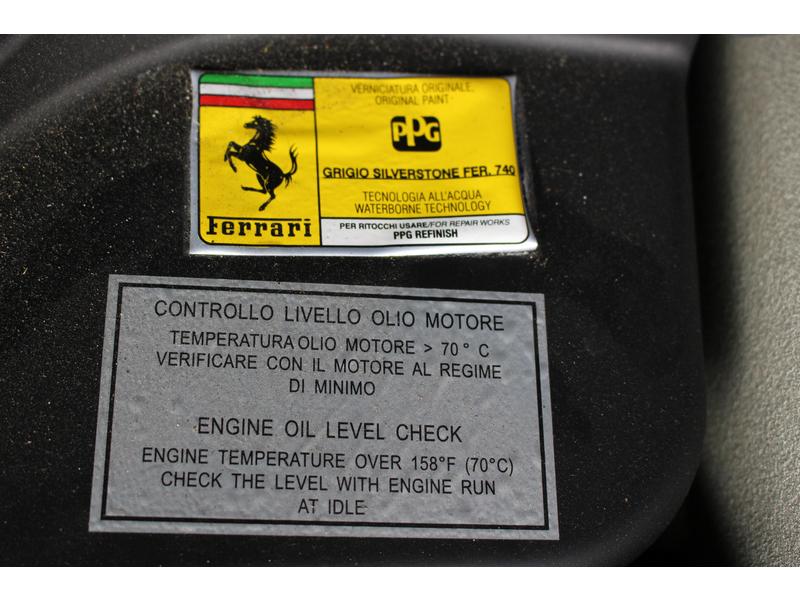 VERNICIATURA ORIGINALE
ORIGINAL PAINT
PPG
GRIGIO SILVERSTONE FER. 740
TECNOLOGIA ALL'ACQUA
WATERBORNE TECHNOLOGY
Ferrari
PER RITOCCHI USARE/FOR REPAIR WORKS
PPG REFINISH
CONTROLLO LIVELLO OLIO MOTORE
TEMPERATURA OLIO MOTORE > 70° C
VERIFICARE CON IL MOTORE AL REGIME
DI MINIMO
ENGINE OIL LEVEL CHECK
ENGINE TEMPERATURE OVER 158°F (70°C)
CHECK THE LEVEL WITH ENGINE RUN
AT IDLE